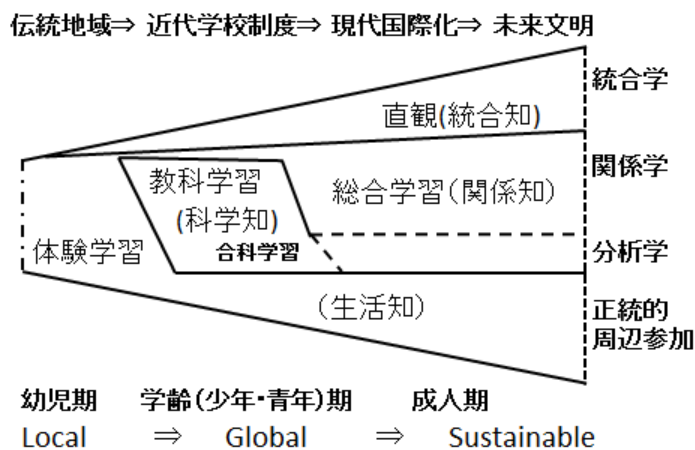 伝統地域⇒ 近代学校制度⇒ 現代国際化⇒ 未来文明
統合学
直観(統合知)
関係学
教科学習
(科学知)
総合学習(関係知)
体験学習
合科学習
分析学
(生活知)
正統的
周辺参加
幼児期 学齢(少年・青年)期 成人期
Local ⇒ Global ⇒ Sustainable